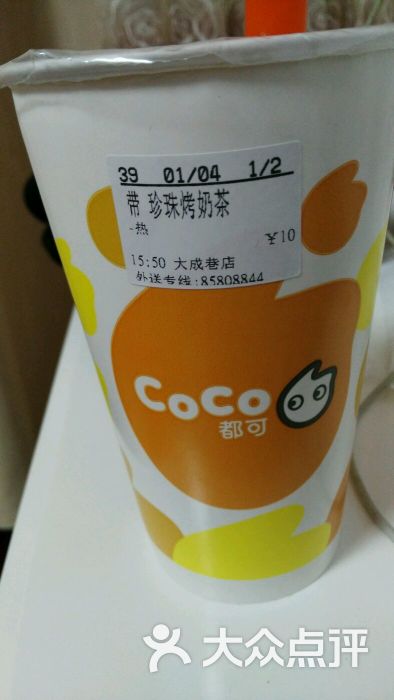 39 01/04 1/2
带 珍珠烤奶茶
-热
¥10
15:50 大成巷店
外送专线:85808844
CoCo
都可
大众点评